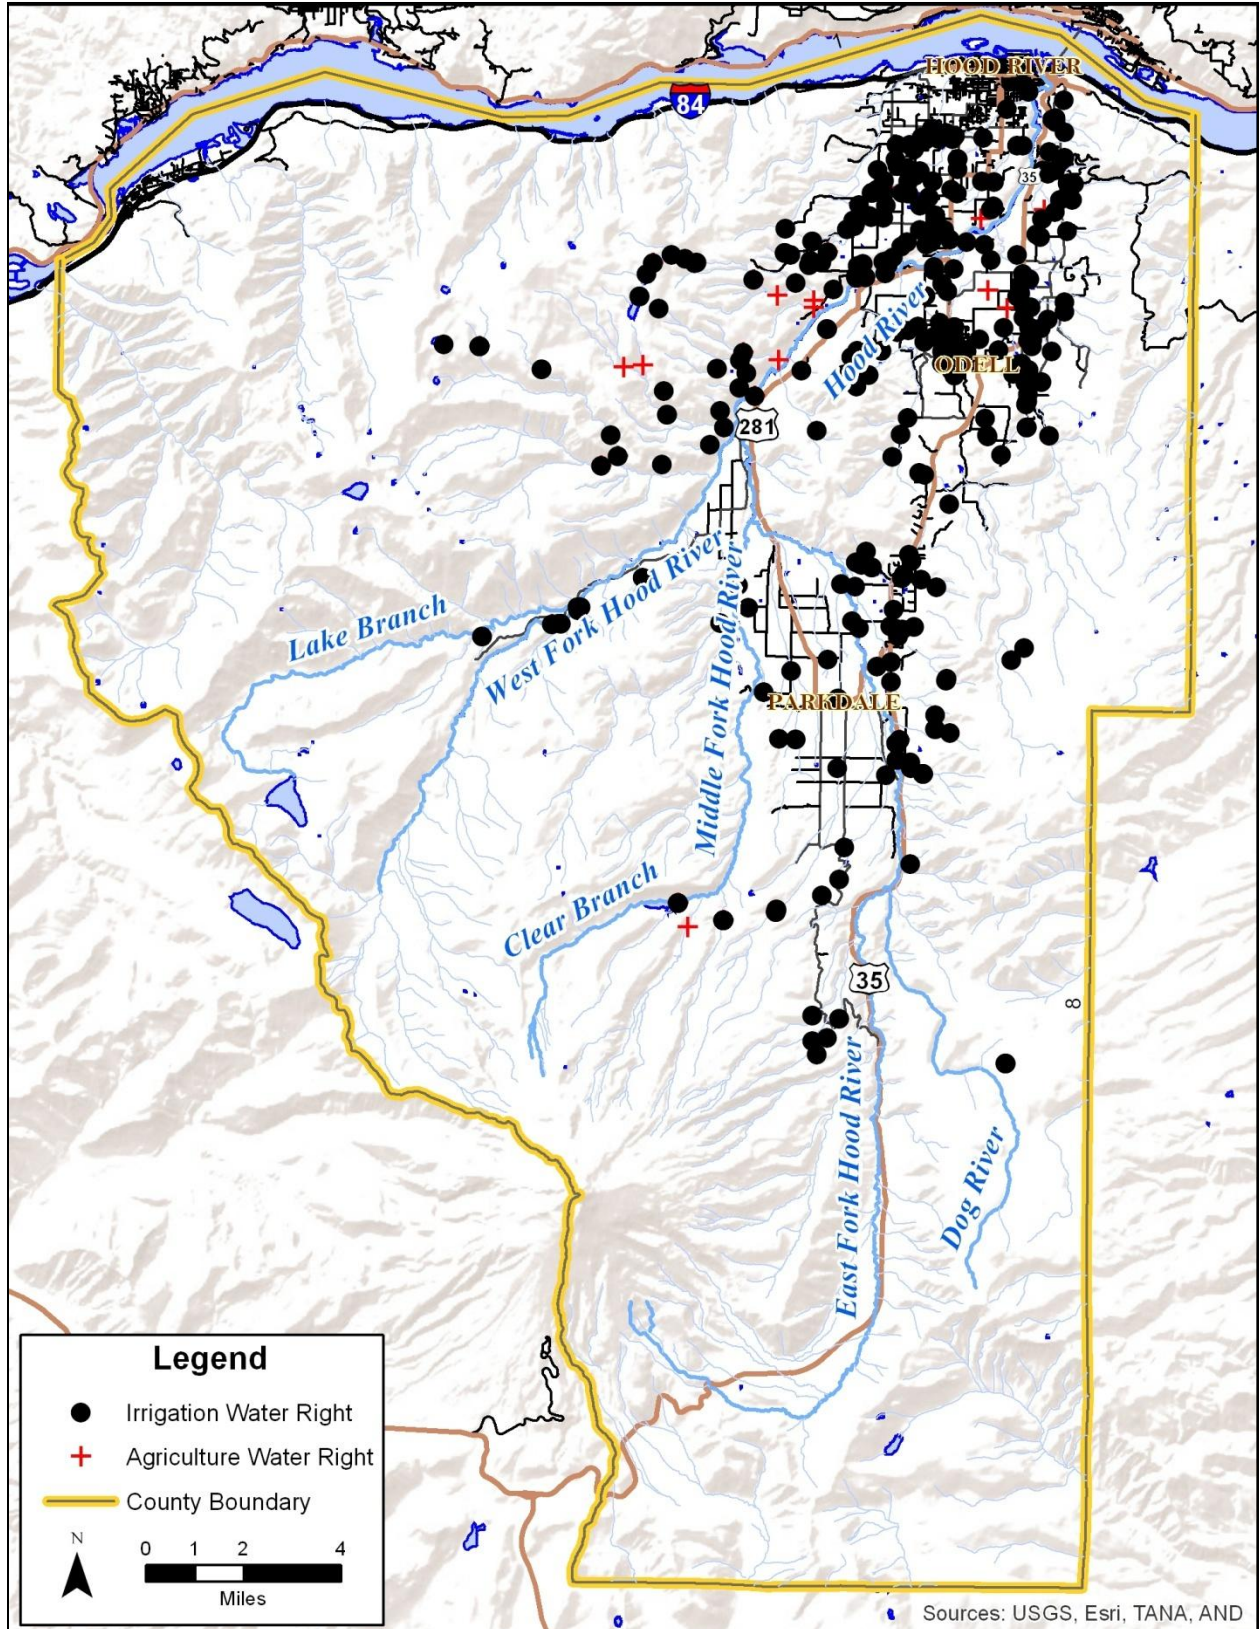 HOOD RIVER
84
35
Hood River
ODELL
281
Lake Branch
West Fork Hood River
Middle Fork Hood River
PARKDALE
Clear Branch
35
8
East Fork Hood River
Dog River
Legend
Irrigation Water Right
Agriculture Water Right
County Boundary
N
0 1 2 4
Miles
Sources: USGS, Esri, TANA, AND